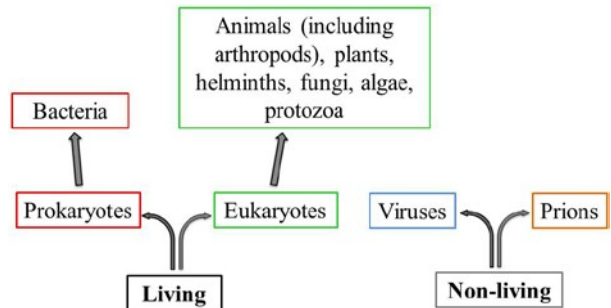 Animals (including
arthropods), plants,
helminths, fungi, algae,
protozoa
Bacteria
Prokaryotes
Eukaryotes
Viruses
Prions
Living
Non-living